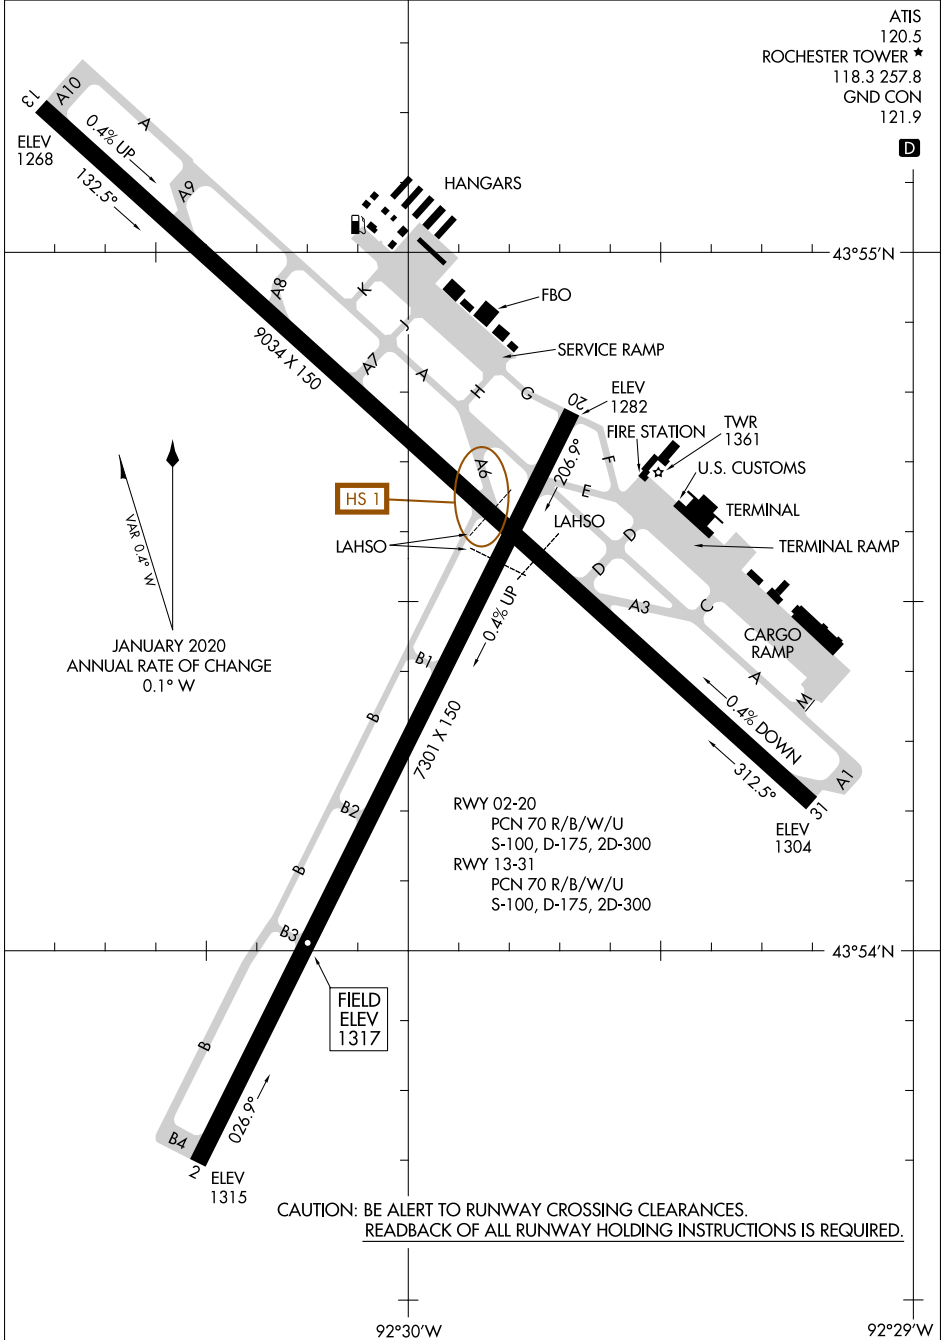 ATIS
120.5
ROCHESTER TOWER ★
118.3 257.8
GND CON
121.9
D
13
A10
ELEV
1268
0.4% UP
132.5°
A
A9
HANGARS
43°55'N
A8
K
FBO
J
SERVICE RAMP
9034 X 150
A7
A
H
G
20
ELEV
1282
FIRE STATION
TWR
1361
U.S. CUSTOMS
TERMINAL
TERMINAL RAMP
206.9°
F
E
A6
HS 1
LAHSO
LAHSO
D
D
VAR 0.4° W
JANUARY 2020
ANNUAL RATE OF CHANGE
0.1° W
0.4% UP
A3
C
CARGO
RAMP
B1
A
M
B
7301 X 150
0.4% DOWN
312.5°
A1
31
ELEV
1304
B2
RWY 02-20
PCN 70 R/B/W/U
S-100, D-175, 2D-300
RWY 13-31
PCN 70 R/B/W/U
S-100, D-175, 2D-300
B
B3
43°54'N
FIELD
ELEV
1317
B
026.9°
B4
2
ELEV
1315
CAUTION: BE ALERT TO RUNWAY CROSSING CLEARANCES.
READBACK OF ALL RUNWAY HOLDING INSTRUCTIONS IS REQUIRED.
92°30'W
92°29'W